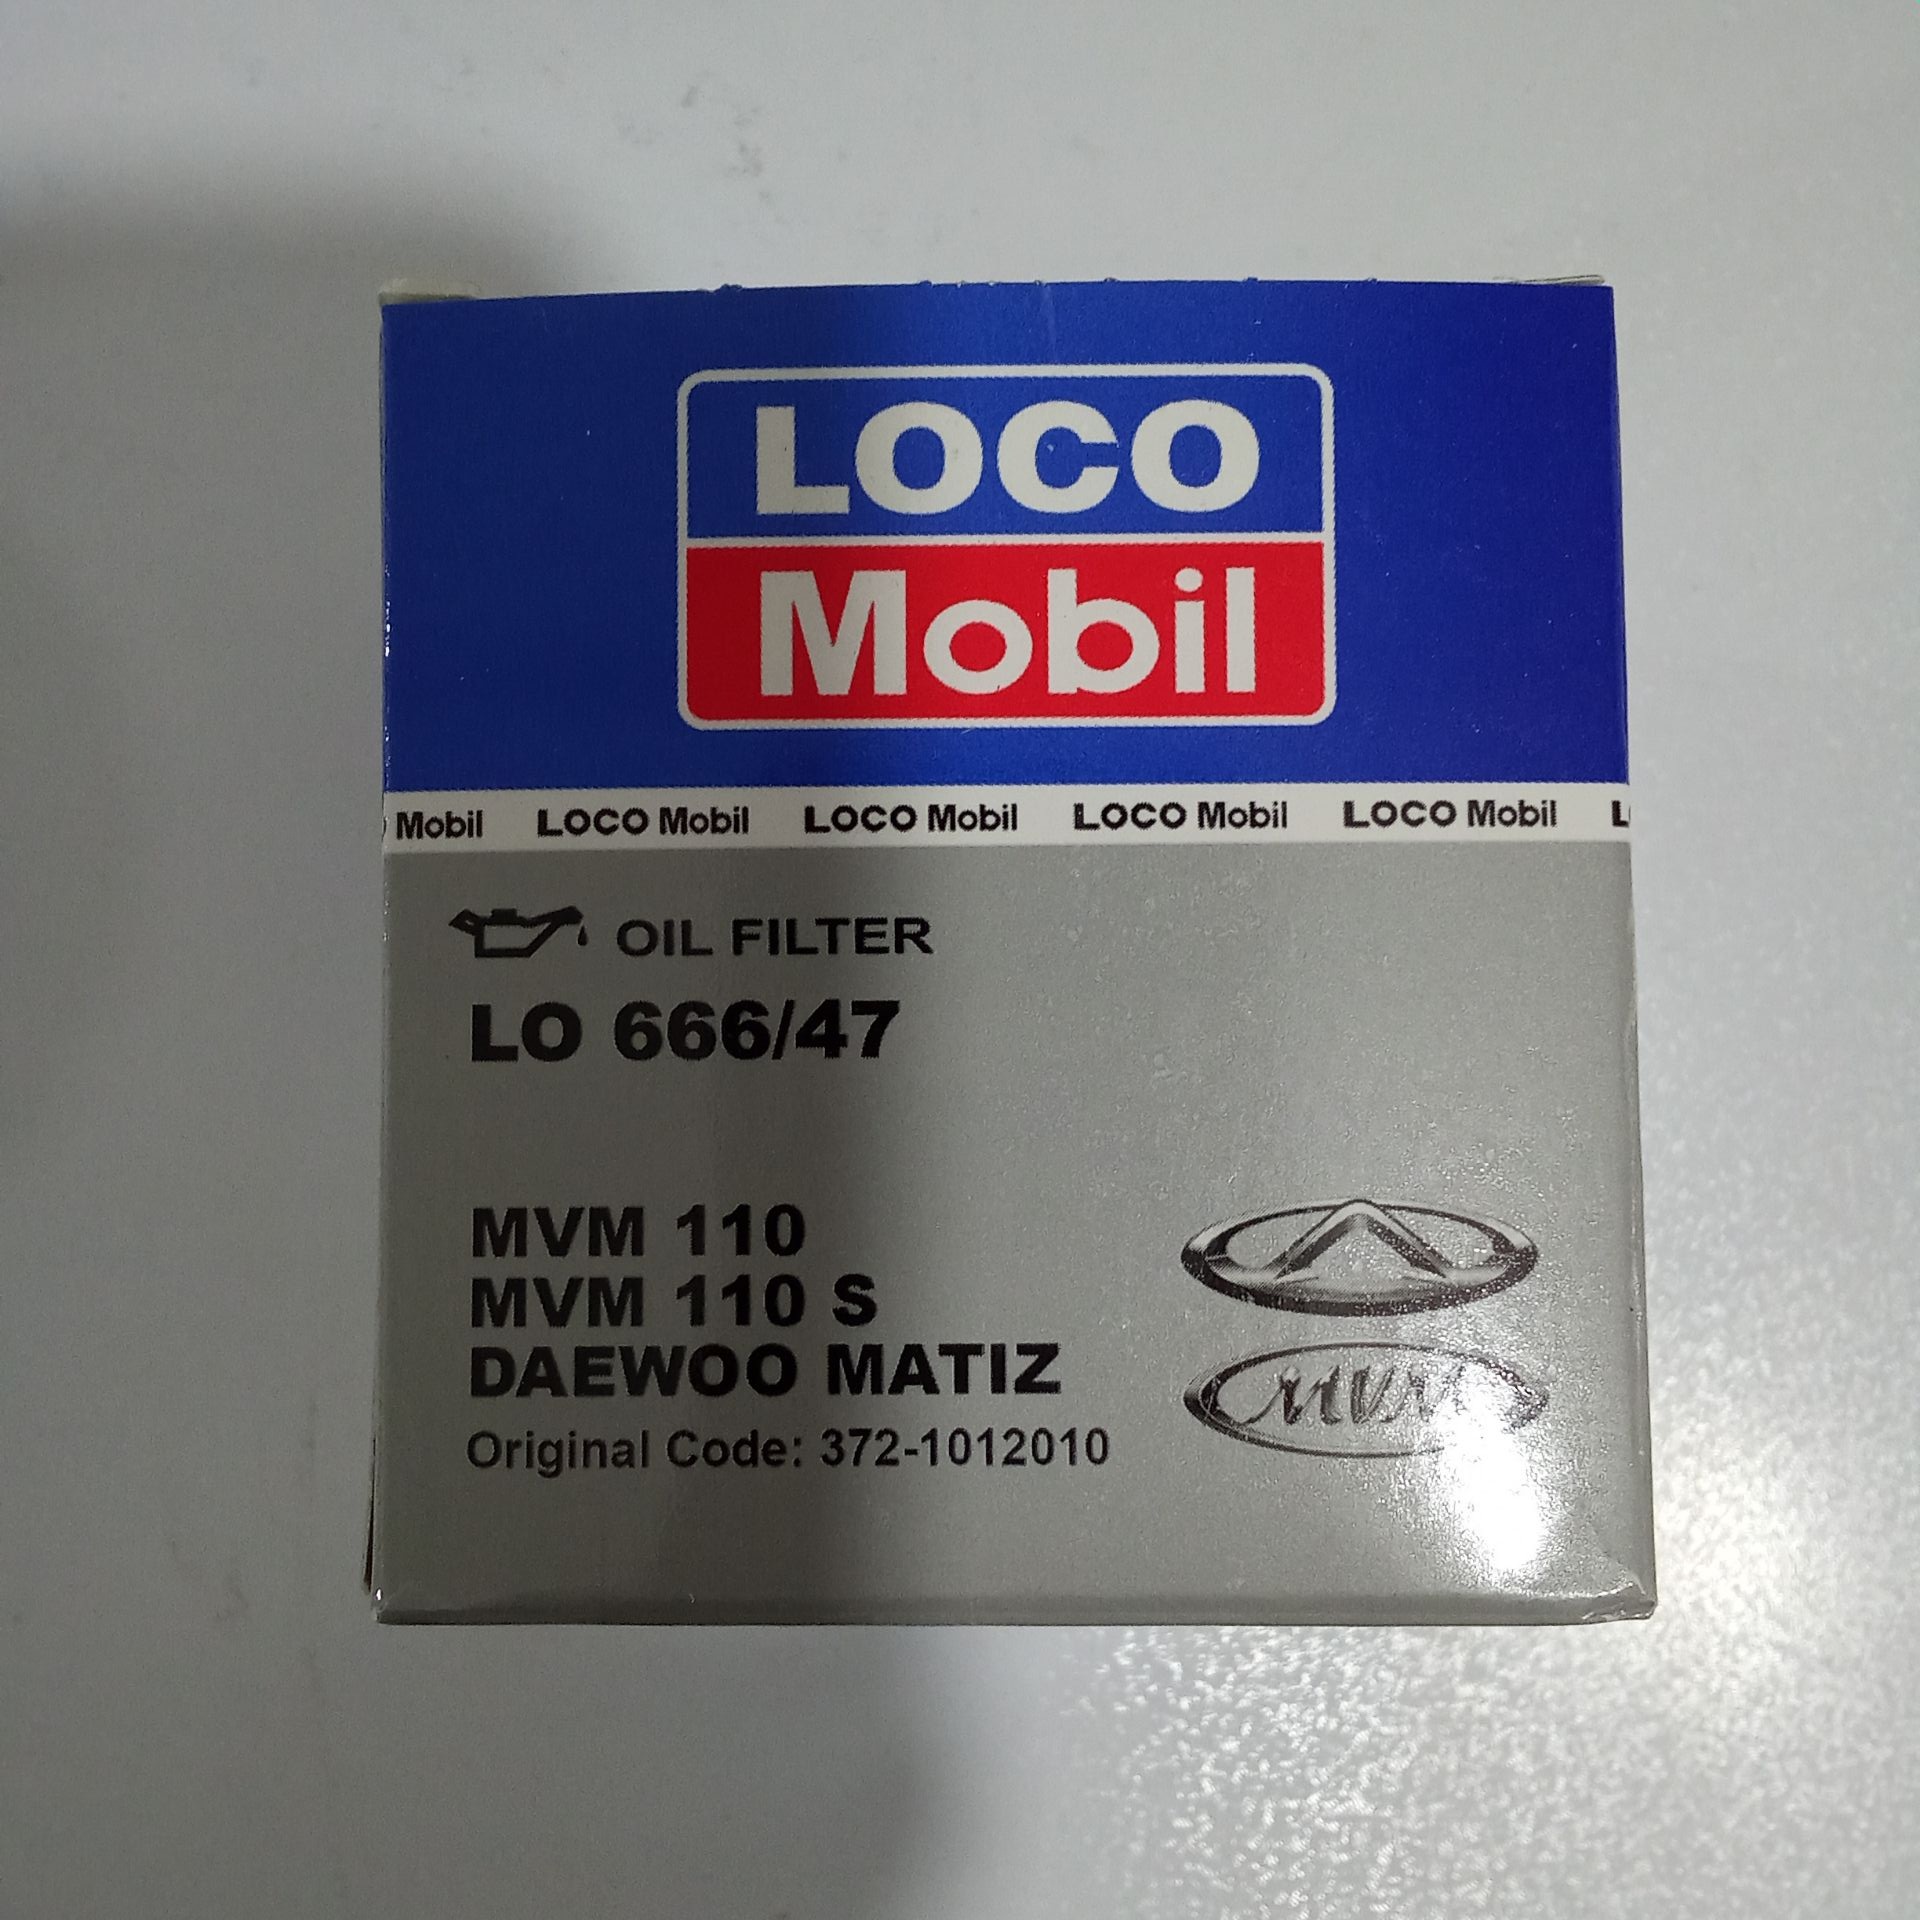 LOCO
Mobil
Mobil LOCO Mobil LOCO Mobil LOCO Mobil LOCO Mobil L
OIL FILTER
LO 666/47
MVM 110
MVM 110 S
DAEWOO MATIZ
Original Code: 372-1012010
MVM